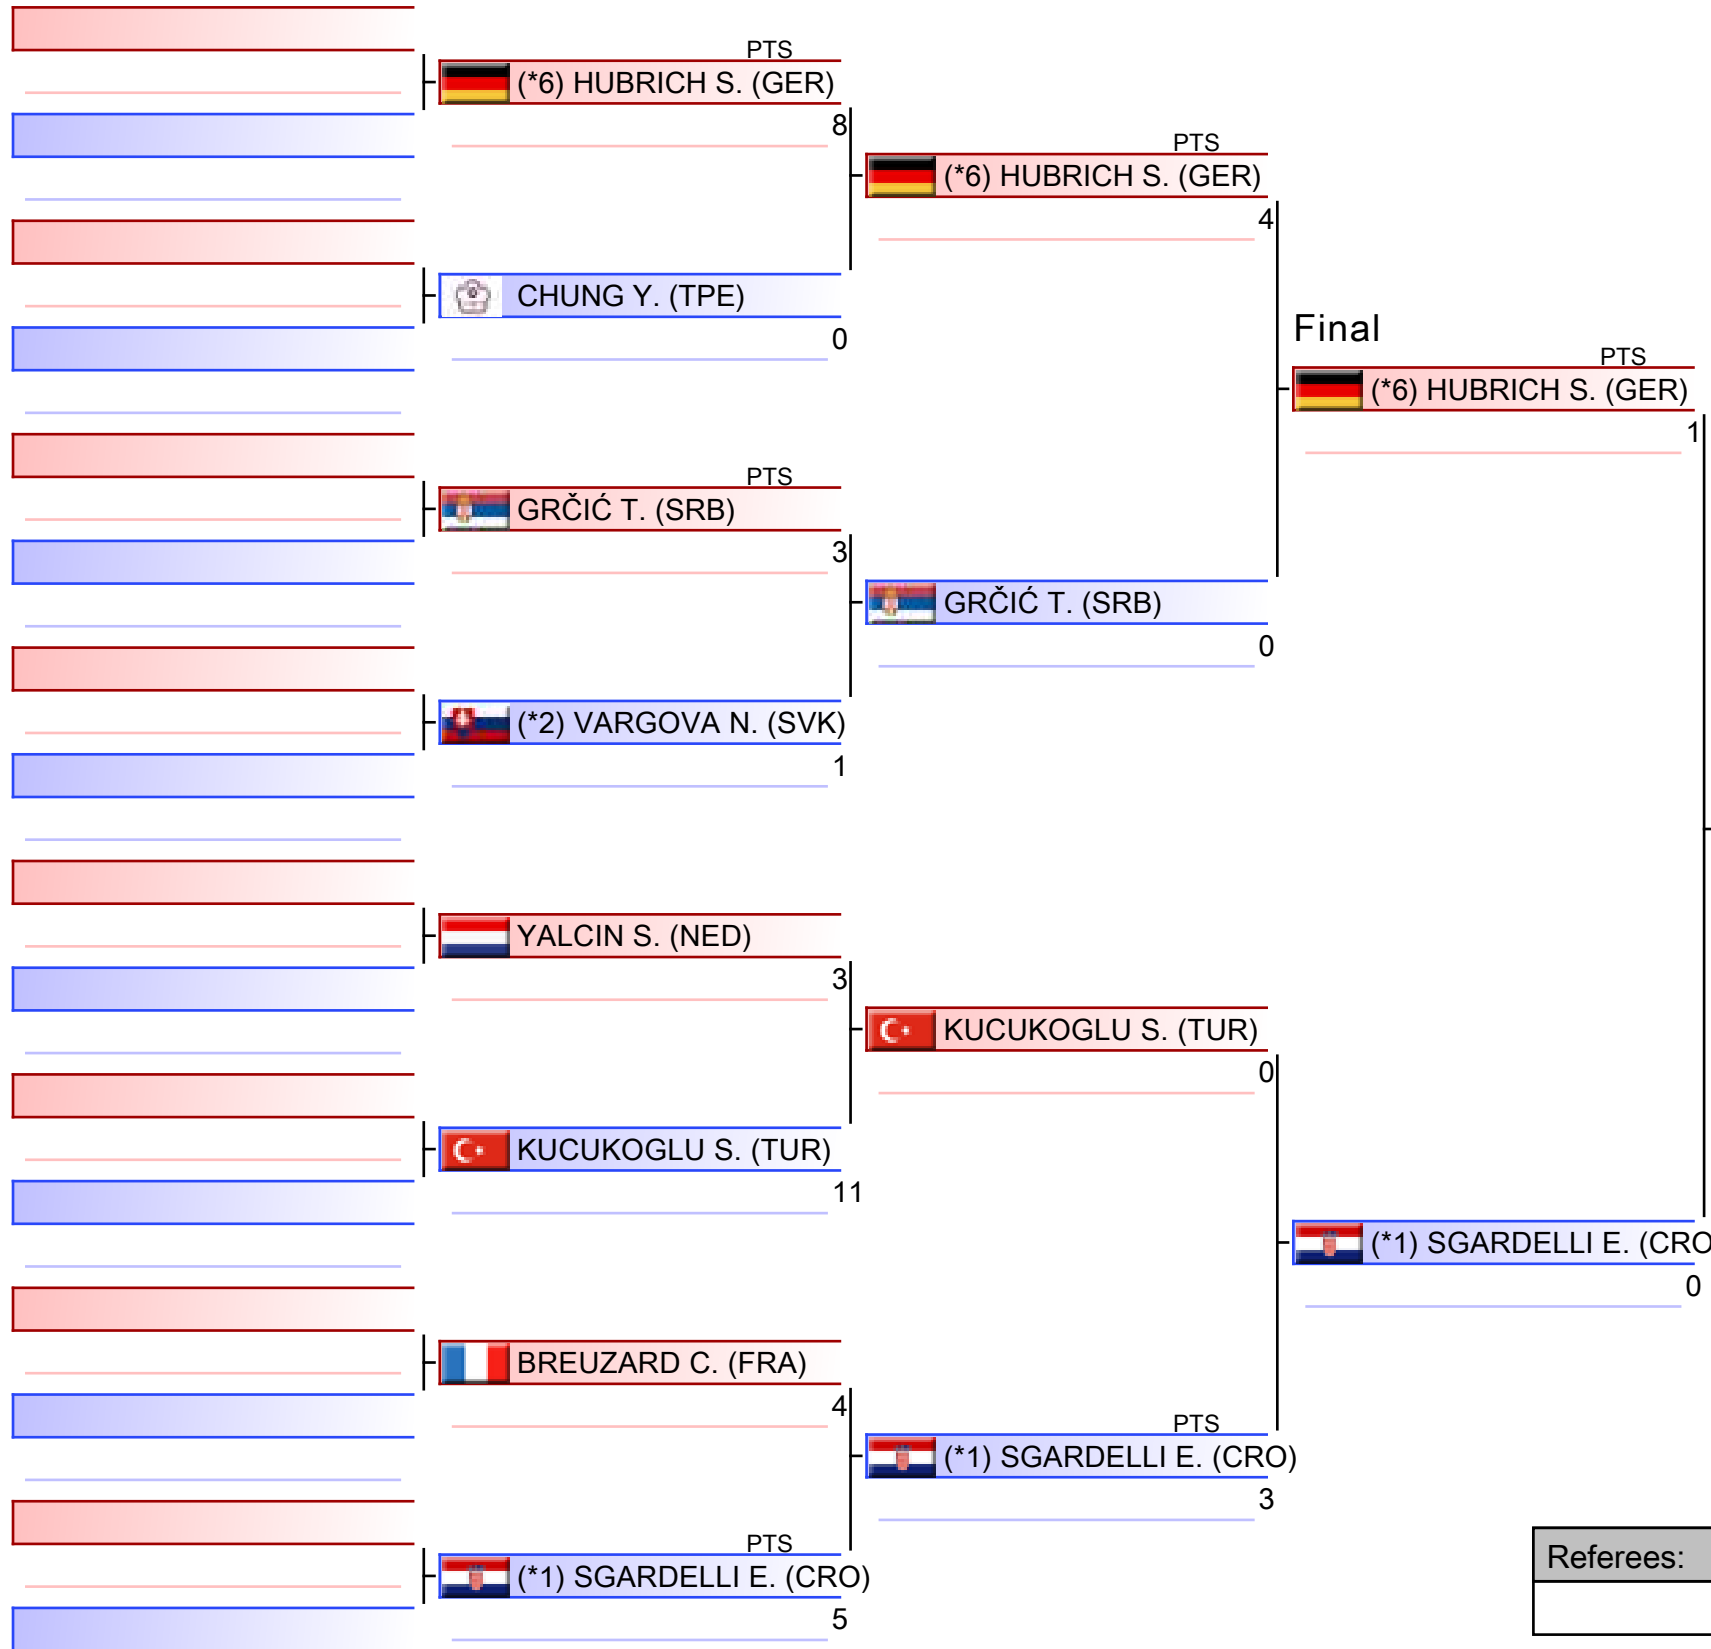 PTS
(*6) HUBRICH S. (GER)
8
CHUNG Y. (TPE)
0
PTS
GRČIĆ T. (SRB)
3
(*2) VARGOVA N. (SVK)
1
YALCIN S. (NED)
3
KUCUKOGLU S. (TUR)
11
BREUZARD C. (FRA)
4
PTS
(*1) SGARDELLI E. (CRO)
5
PTS
(*6) HUBRICH S. (GER)
4
GRČIĆ T. (SRB)
0
KUCUKOGLU S. (TUR)
0
PTS
(*1) SGARDELLI E. (CRO)
3
Final
PTS
(*6) HUBRICH S. (GER)
1
(*1) SGARDELLI E. (CRO
0
Referees: